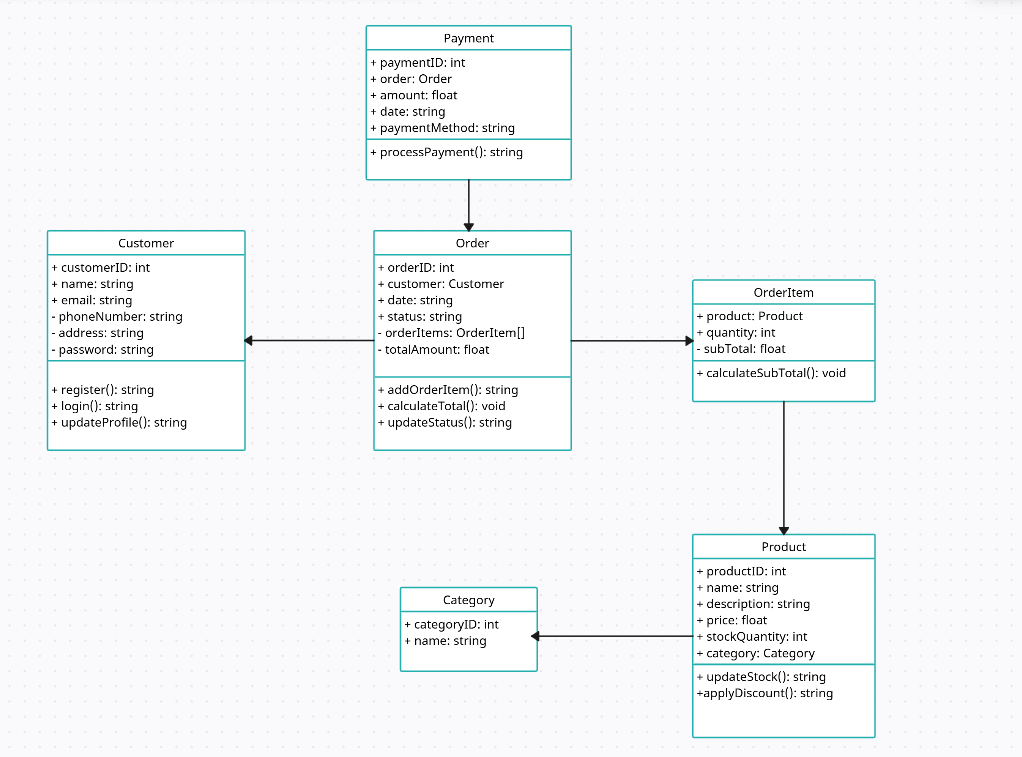 Payment
+ paymentID: int
+ order: Order
+ amount: float
+ date: string
+ paymentMethod: string
+ processPayment(): string
Customer
+ customerID: int
+ name: string
+ email: string
- phoneNumber: string
- address: string
- password: string
+ register(): string
+ login(): string
+ updateProfile(): string
Order
+ orderID: int
+ customer: Customer
+ date: string
+ status: string
- orderItems: OrderItem[]
- totalAmount: float
+ addOrderItem(): string
+ calculateTotal(): void
+ updateStatus(): string
OrderItem
+ product: Product
+ quantity: int
- subTotal: float
+ calculateSubTotal(): void
Category
+ categoryID: int
+ name: string
Product
+ productID: int
+ name: string
+ description: string
+ price: float
+ stockQuantity: int
+ category: Category
+ updateStock(): string
+applyDiscount(): string